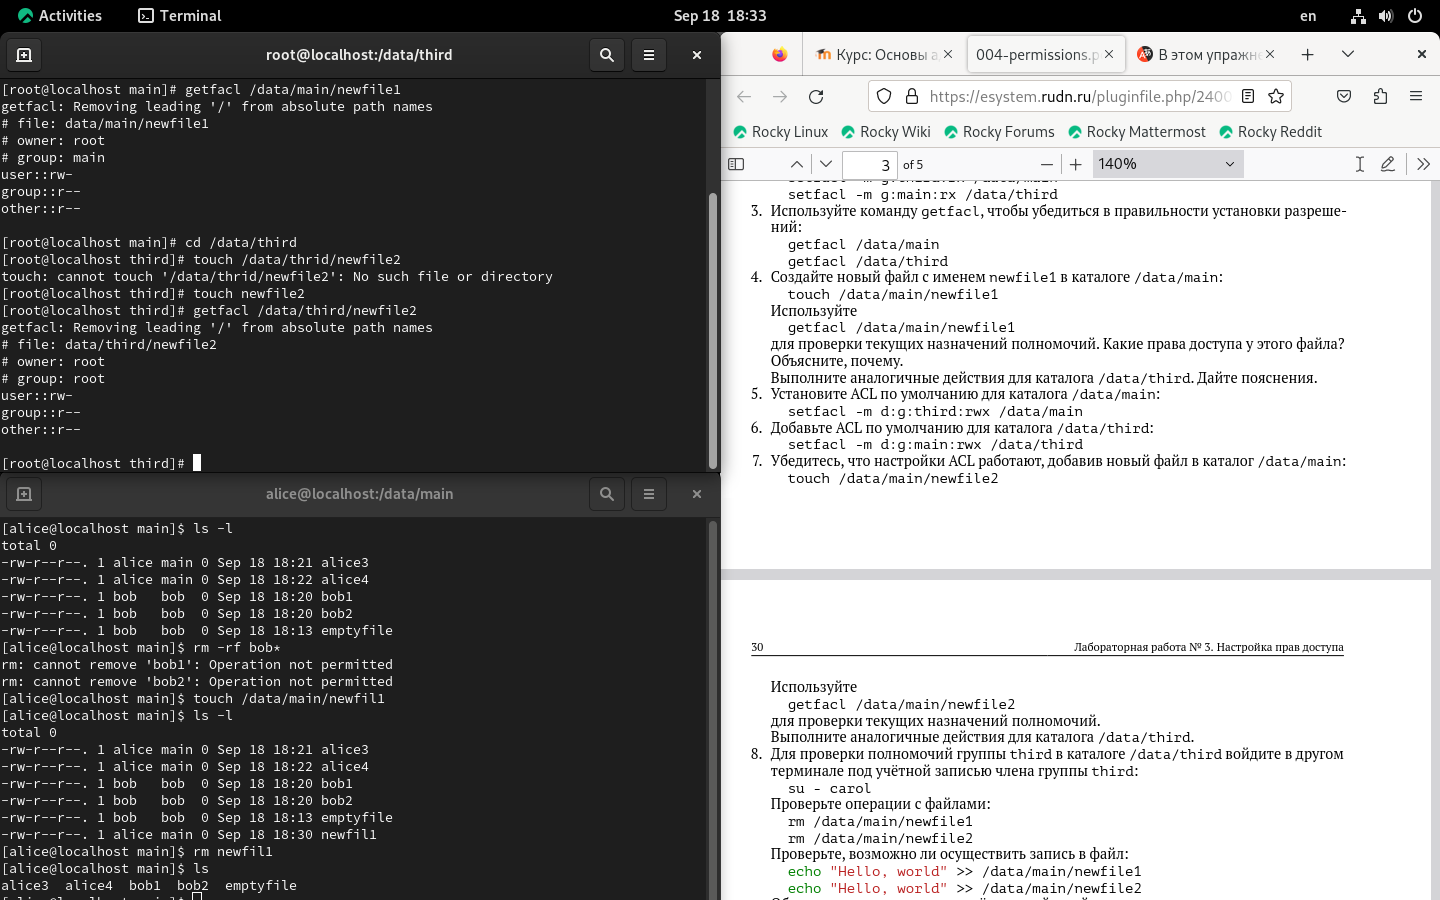 Activities
Terminal
Sep 18 18:33
en
root@localhost:/data/third
[root@localhost main]# getfacl /data/main/newfile1
getfacl: Removing leading '/' from absolute path names
# file: data/main/newfile1
# owner: root
# group: main
user::rw-
group::r--
other::r--
[root@localhost main]# cd /data/third
[root@localhost third]# touch /data/thrid/newfile2
touch: cannot touch '/data/thrid/newfile2': No such file or directory
[root@localhost third]# touch newfile2
[root@localhost third]# getfacl /data/third/newfile2
getfacl: Removing leading '/' from absolute path names
# file: data/third/newfile2
# owner: root
# group: root
user::rw-
group::r--
other::r--
[root@localhost third]#
alice@localhost:/data/main
[alice@localhost main]$ ls -l
total 0
-rw-r--r--. 1 alice main 0 Sep 18 18:21 alice3
-rw-r--r--. 1 alice main 0 Sep 18 18:22 alice4
-rw-r--r--. 1 bob   bob  0 Sep 18 18:20 bob1
-rw-r--r--. 1 bob   bob  0 Sep 18 18:20 bob2
-rw-r--r--. 1 bob   bob  0 Sep 18 18:13 emptyfile
[alice@localhost main]$ rm -rf bob*
rm: cannot remove 'bob1': Operation not permitted
rm: cannot remove 'bob2': Operation not permitted
[alice@localhost main]$ touch /data/main/newfil1
[alice@localhost main]$ ls -l
total 0
-rw-r--r--. 1 alice main 0 Sep 18 18:21 alice3
-rw-r--r--. 1 alice main 0 Sep 18 18:22 alice4
-rw-r--r--. 1 bob   bob  0 Sep 18 18:20 bob1
-rw-r--r--. 1 bob   bob  0 Sep 18 18:20 bob2
-rw-r--r--. 1 bob   bob  0 Sep 18 18:13 emptyfile
-rw-r--r--. 1 alice main 0 Sep 18 18:30 newfil1
[alice@localhost main]$ rm newfil1
[alice@localhost main]$ ls
alice3  alice4  bob1  bob2  emptyfile
Курс: Основы а
004-permissions.p
В этом упражне
https://esystem.rudn.ru/pluginfile.php/2400
Rocky Linux
Rocky Wiki
Rocky Forums
Rocky Mattermost
Rocky Reddit
3 of 5
140%
setfacl -m g:main:rx /data/third
3. Используйте команду getfacl, чтобы убедиться в правильности установки разреше-
ний:
getfacl /data/main
getfacl /data/third
4. Создайте новый файл с именем newfile1 в каталоге /data/main:
touch /data/main/newfile1
Используйте
getfacl /data/main/newfile1
для проверки текущих назначений полномочий. Какие права доступа у этого файла?
Объясните, почему.
Выполните аналогичные действия для каталога /data/third. Дайте пояснения.
5. Установите ACL по умолчанию для каталога /data/main:
setfacl -m d:g:third:rwx /data/main
6. Добавьте ACL по умолчанию для каталога /data/third:
setfacl -m d:g:main:rwx /data/third
7. Убедитесь, что настройки ACL работают, добавив новый файл в каталог /data/main:
touch /data/main/newfile2
30
Лабораторная работа № 3. Настройка прав доступа
Используйте
getfacl /data/main/newfile2
для проверки текущих назначений полномочий.
Выполните аналогичные действия для каталога /data/third.
8. Для проверки полномочий группы third в каталоге /data/third войдите в другом
терминале под учётной записью члена группы third:
su - carol
Проверьте операции с файлами:
rm /data/main/newfile1
rm /data/main/newfile2
Проверьте, возможно ли осуществить запись в файл:
echo "Hello, world" >> /data/main/newfile1
echo "Hello, world" >> /data/main/newfile2